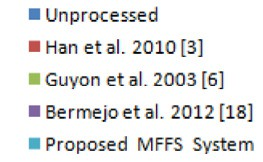 Unprocessed
Han et al. 2010 [3]
Guyon et al. 2003 [6]
Bermejo et al. 2012 [18]
Proposed MFFS System